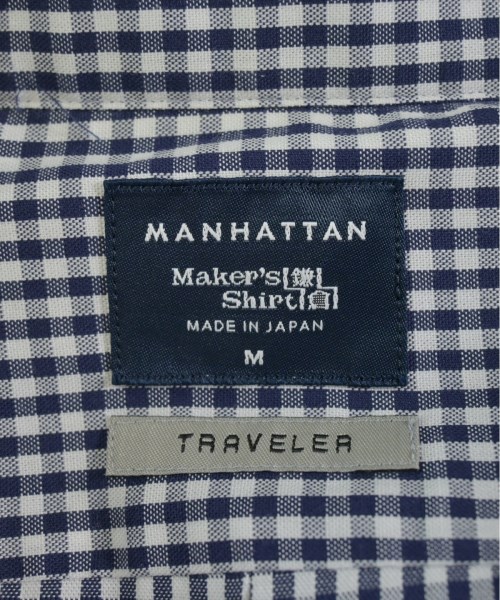 MANHATTAN
Maker's 鎌
Shirt 倉
MADE IN JAPAN
M
TRAVELER